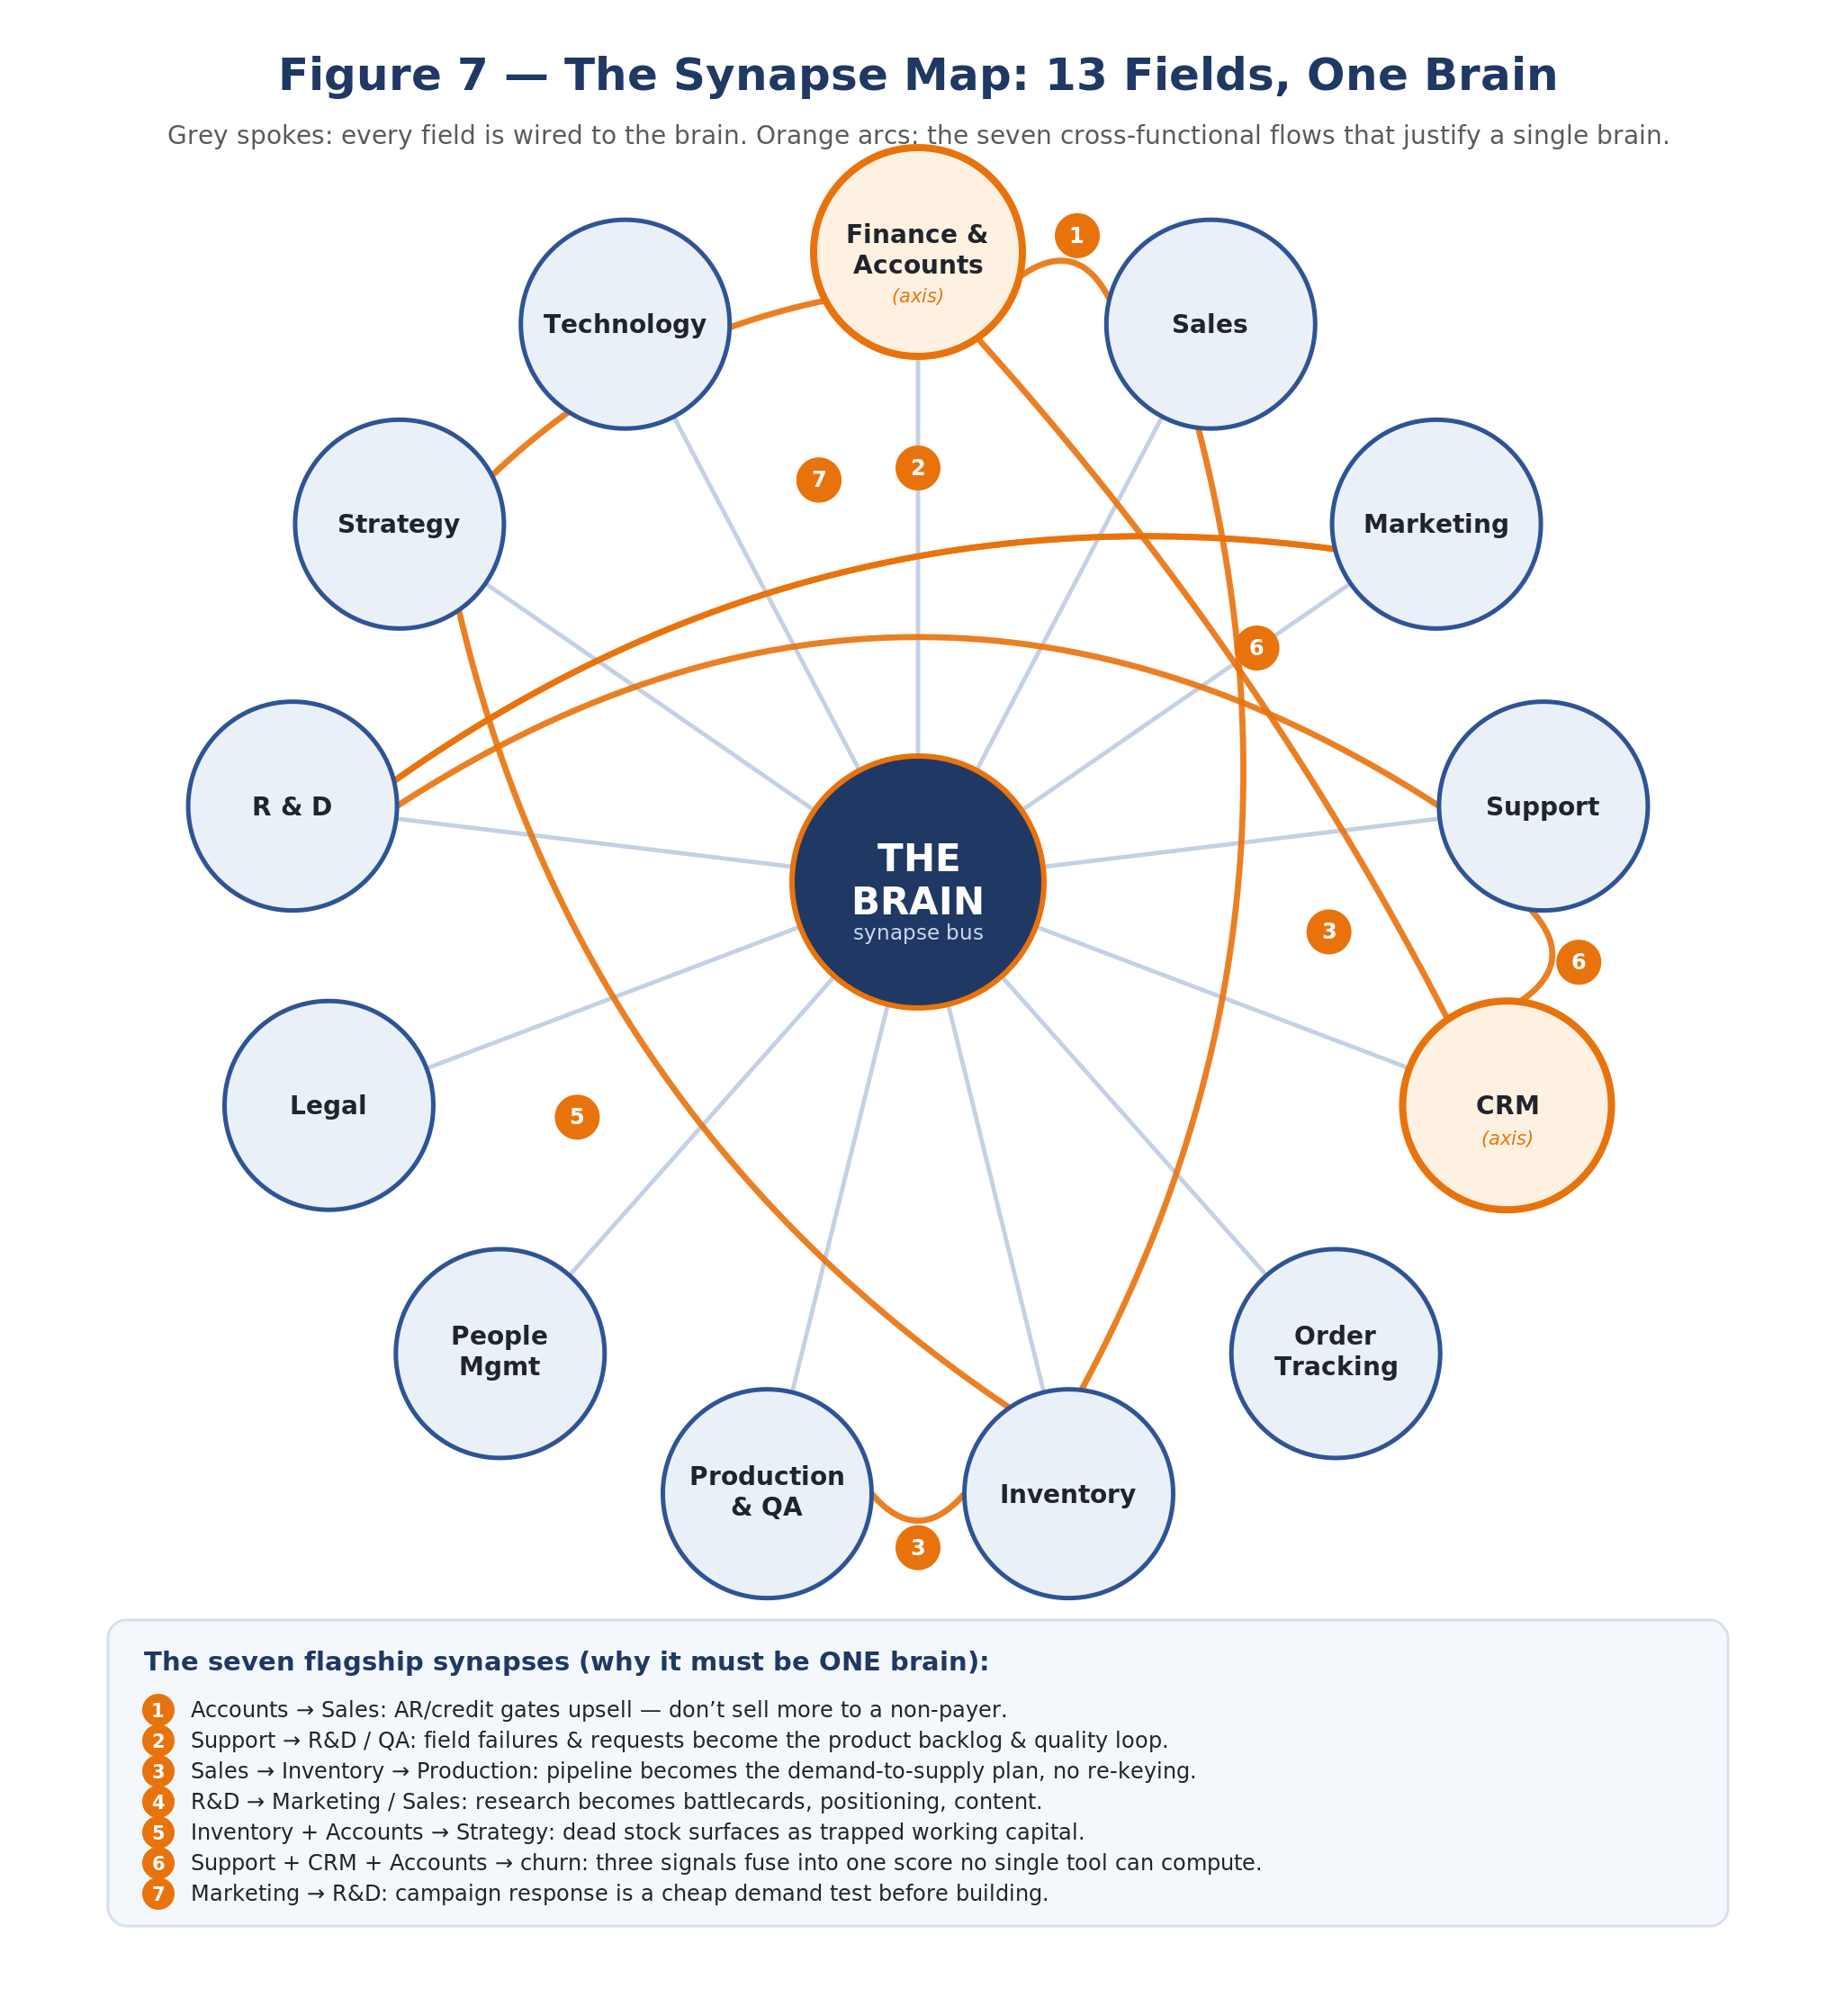 Figure 7 — The Synapse Map: 13 Fields, One Brain
Grey spokes: every field is wired to the brain. Orange arcs: the seven cross-functional flows that justify a single brain.
Finance &
Accounts
(axis)
1
Sales
Technology
Marketing
Strategy
7
2
6
R & D
Support
THE
BRAIN
synapse bus
3
6
Legal
CRM
(axis)
5
People
Mgmt
Order
Tracking
Production
& QA
Inventory
3
The seven flagship synapses (why it must be ONE brain):
1 Accounts → Sales: AR/credit gates upsell — don’t sell more to a non-payer.
2 Support → R&D / QA: field failures & requests become the product backlog & quality loop.
3 Sales → Inventory → Production: pipeline becomes the demand-to-supply plan, no re-keying.
4 R&D → Marketing / Sales: research becomes battlecards, positioning, content.
5 Inventory + Accounts → Strategy: dead stock surfaces as trapped working capital.
6 Support + CRM + Accounts → churn: three signals fuse into one score no single tool can compute.
7 Marketing → R&D: campaign response is a cheap demand test before building.